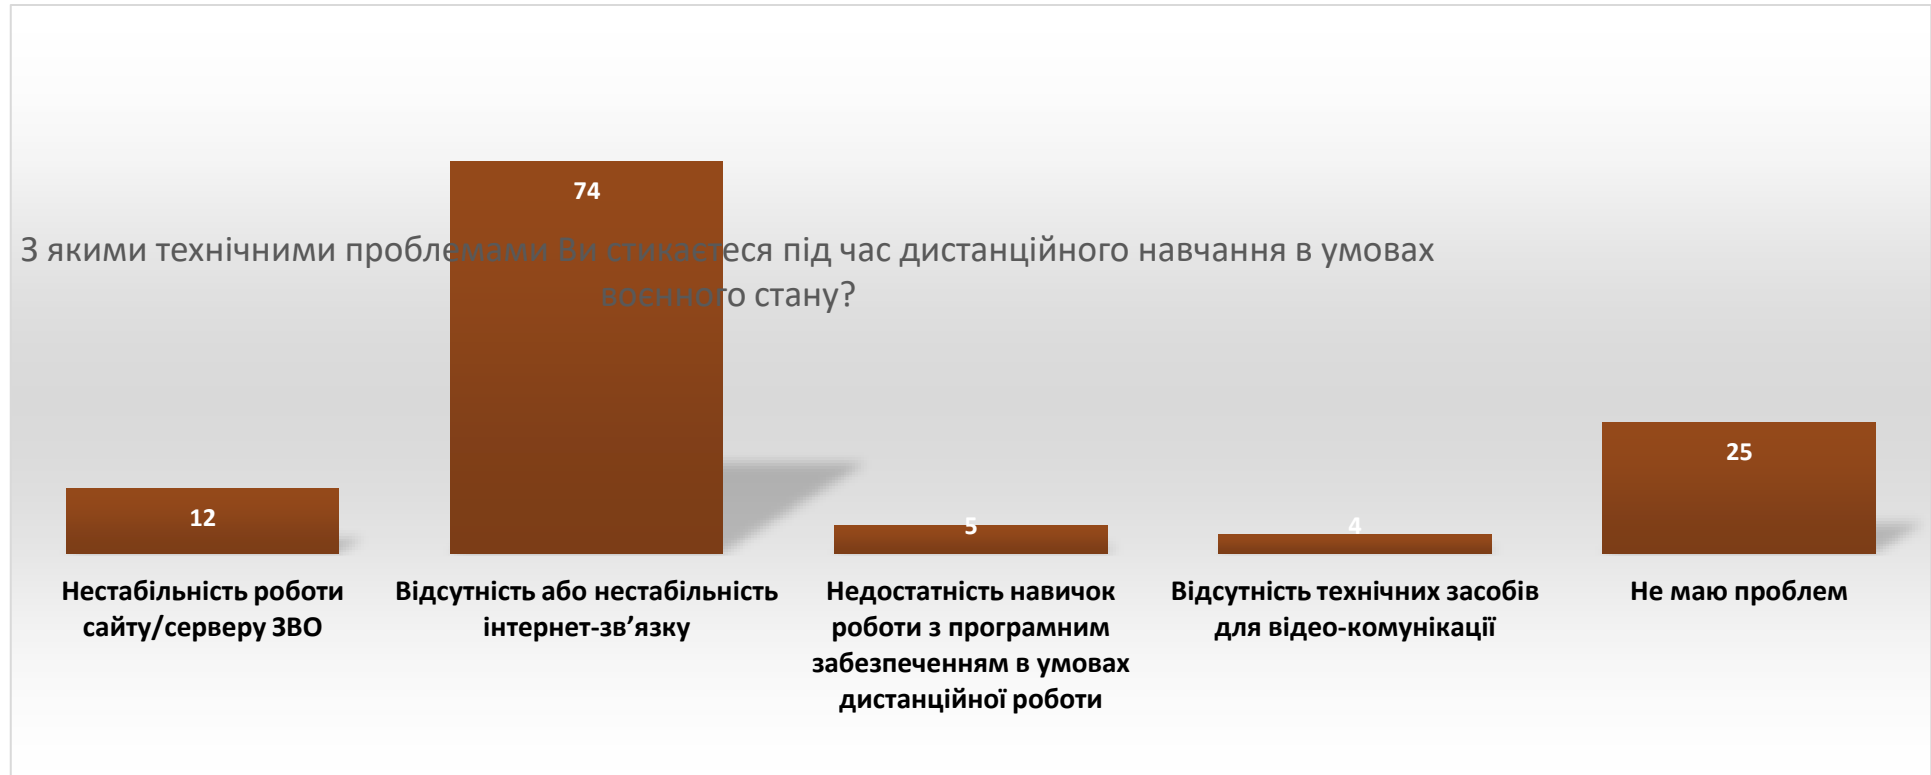 74
З якими технічними проблемами Ви стикаєтеся під час дистанційного навчання в умовах
воєнного стану?
25
12
5
4
Нестабільність роботи
сайту/серверу ЗВО
Відсутність або нестабільність
інтернет-зв’язку
Недостатність навичок
роботи з програмним
забезпеченням в умовах
дистанційної роботи
Відсутність технічних засобів
для відео-комунікації
Не маю проблем